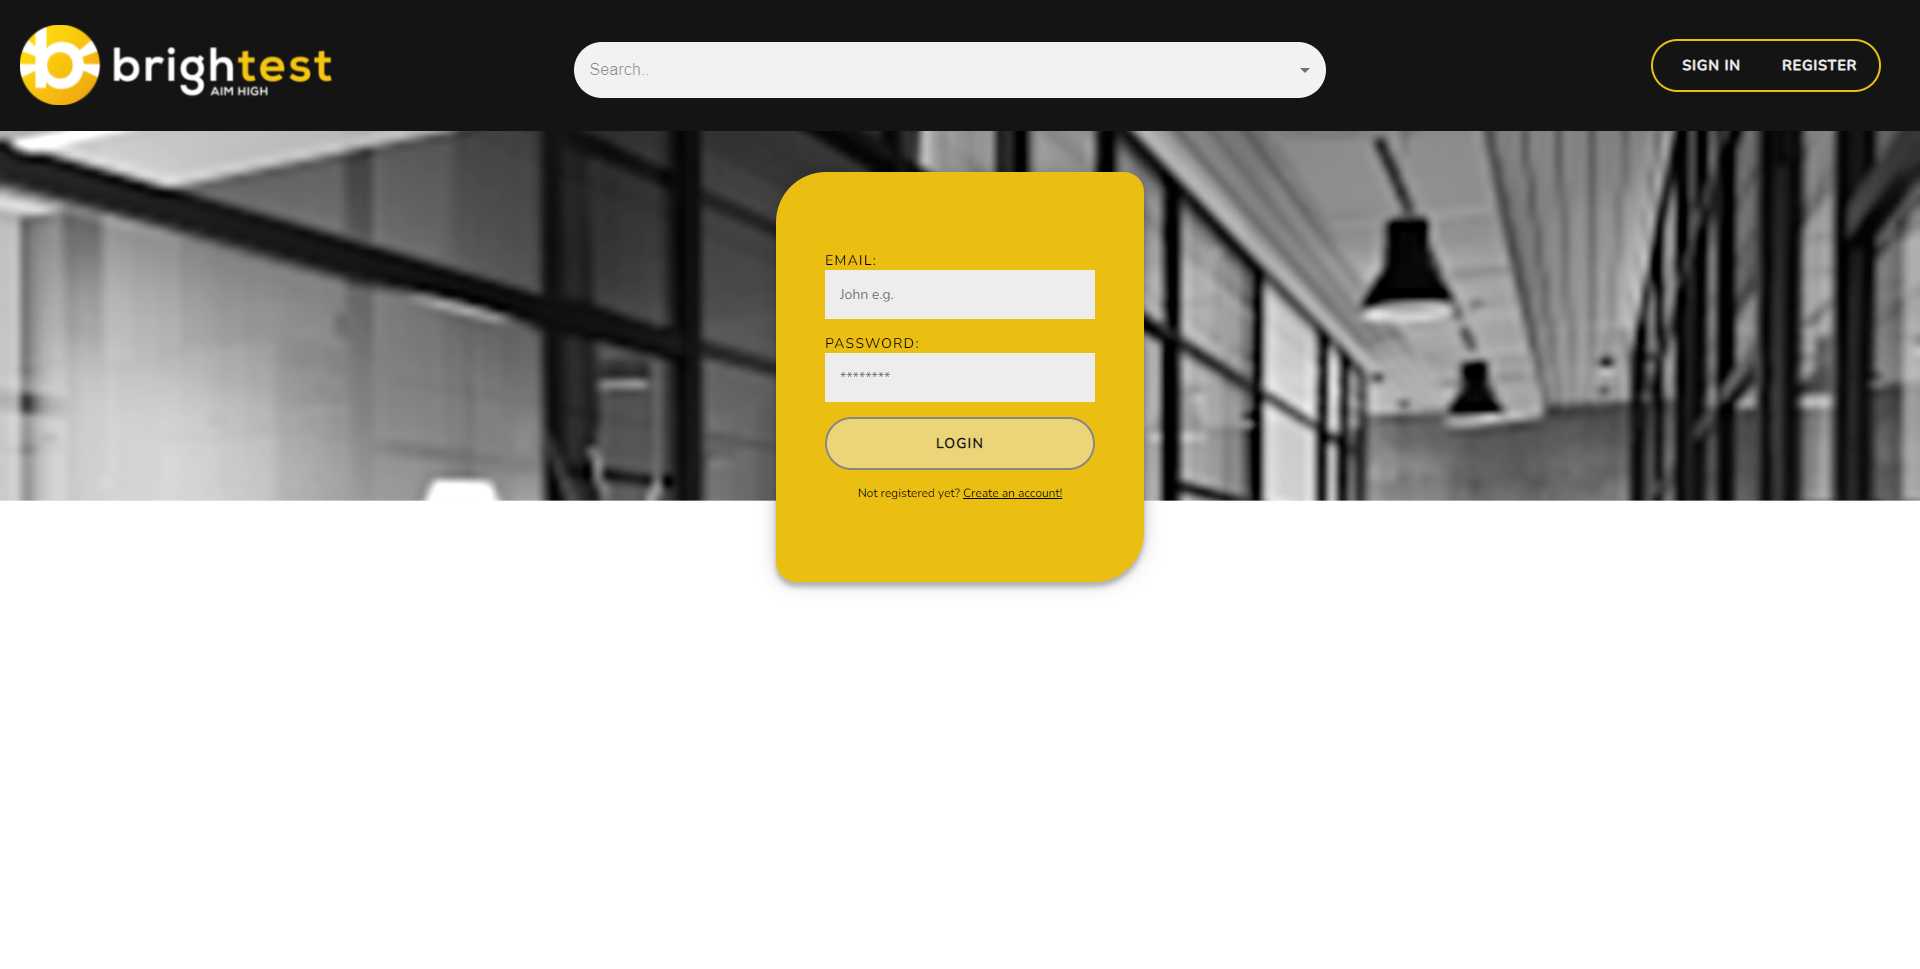 brightest
AIM HIGH
Search..
SIGN IN
REGISTER
EMAIL:
John e.g.
PASSWORD:
********
LOGIN
Not registered yet? Create an account!